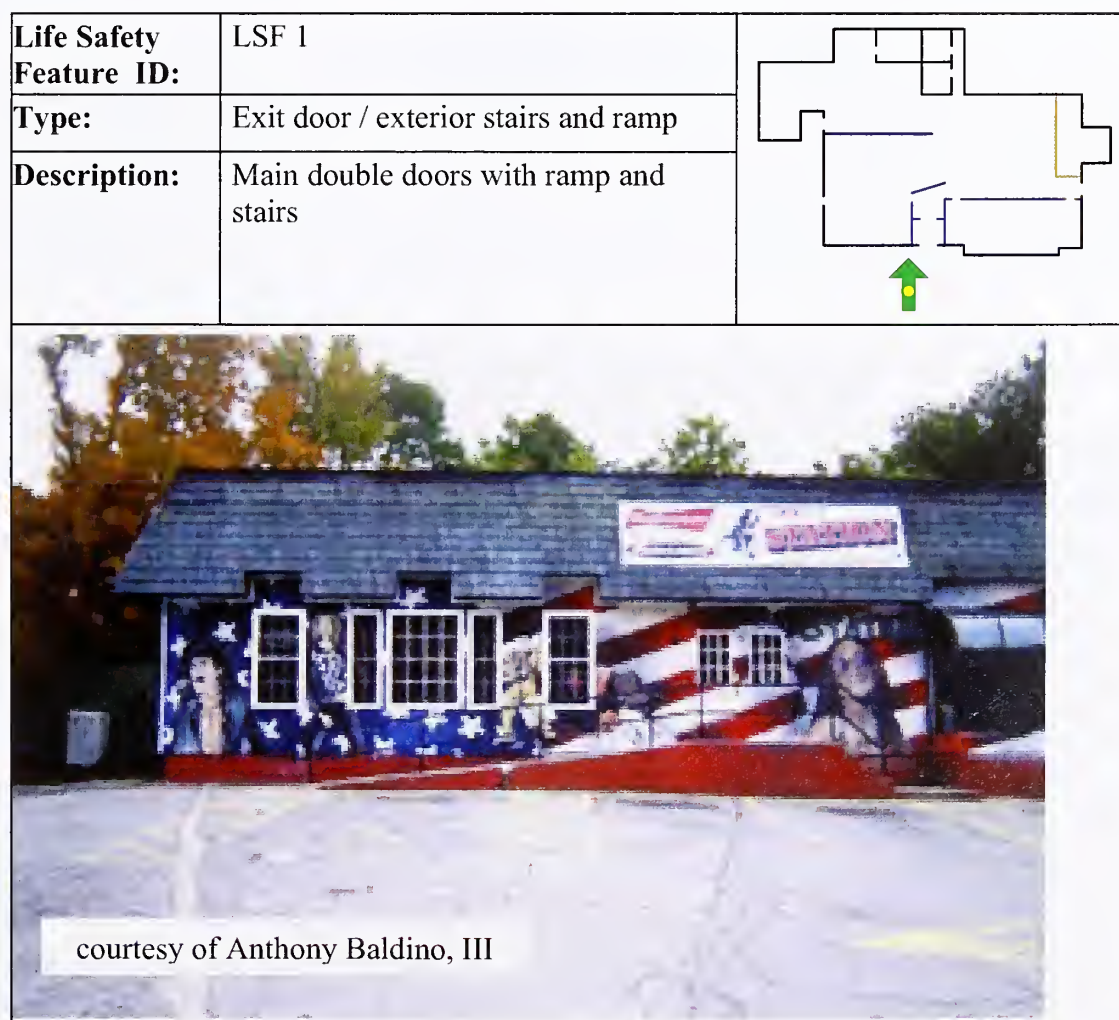 Life Safety
Feature ID:
LSF 1
Type:
Exit door / exterior stairs and ramp
Description:
Main double doors with ramp and
stairs
courtesy of Anthony Baldino, III